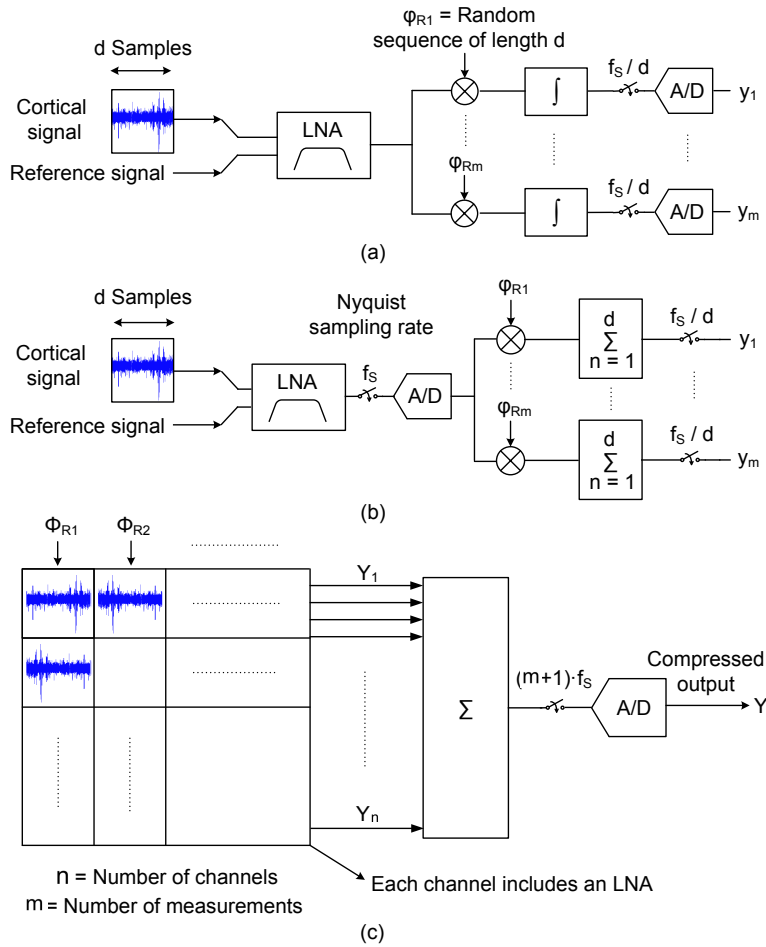 φR1 = Random
sequence of length d
d Samples
Cortical
signal
Reference signal
LNA
φRm
∫
fS / d
A/D
y1
∫
fS / d
A/D
ym
(a)
d Samples
Cortical
signal
Reference signal
LNA
Nyquist
sampling rate
fS
A/D
φR1
φRm
d
Σ
n = 1
fS / d
y1
d
Σ
n = 1
fS / d
ym
(b)
ΦR1
ΦR2
Y1
Yn
Σ
(m+1)·fS
A/D
Compressed
output
Y
n = Number of channels
m = Number of measurements
Each channel includes an LNA
(c)